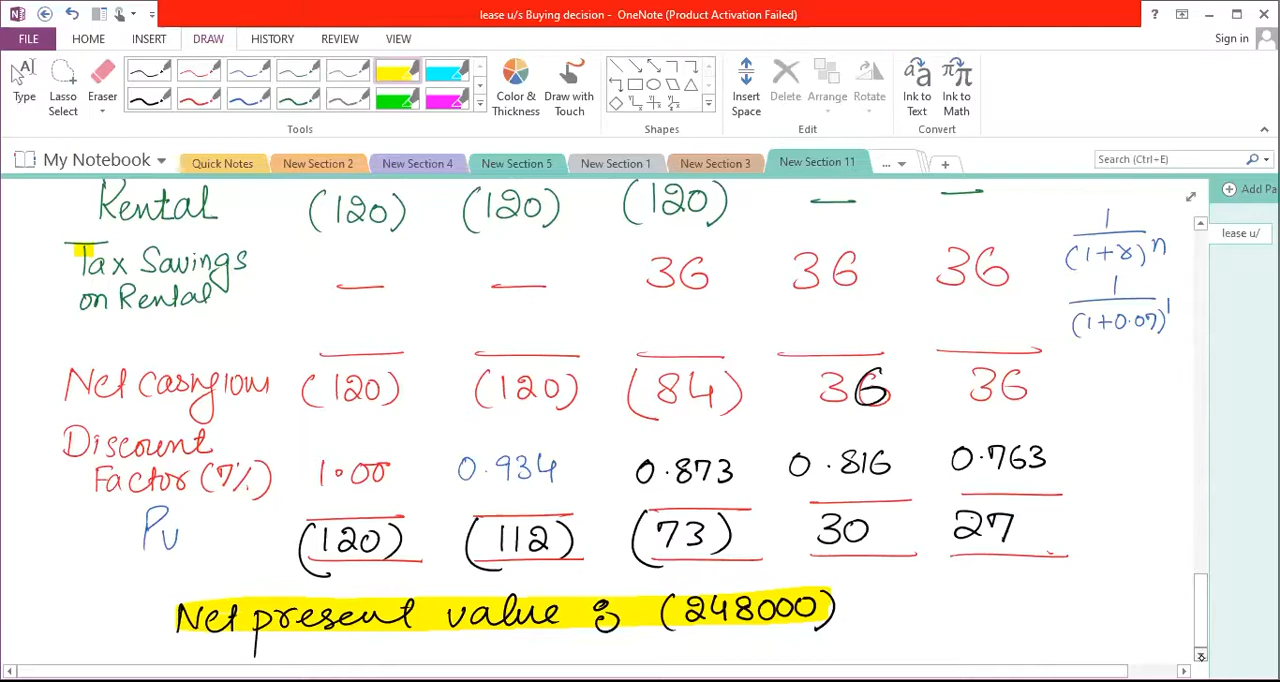 lease u/s Buying decision - OneNote (Product Activation Failed)
FILE HOME INSERT DRAW HISTORY REVIEW VIEW
Sign in
Type
Lasso Select
Eraser
Color & Thickness
Draw with Touch
Insert Space
Delete
Arrange
Rotate
Ink to Text
Ink to Math
Tools Shapes Edit Convert
My Notebook Quick Notes New Section 2 New Section 4 New Section 5 New Section 1 New Section 3 New Section 11 ... + Search (Ctrl+E)
Add Pa
lease u/
Rental (120) (120) (120) — —
Tax Savings on Rental — — 36 36 36
1/(1+r)^n
1/(1+0.07)^1
Net cashflow (120) (120) (84) 36 36
Discount Factor (7%) 1.00 0.934 0.873 0.816 0.763
PV (120) (112) (73) 30 27
Net present value : (248000)